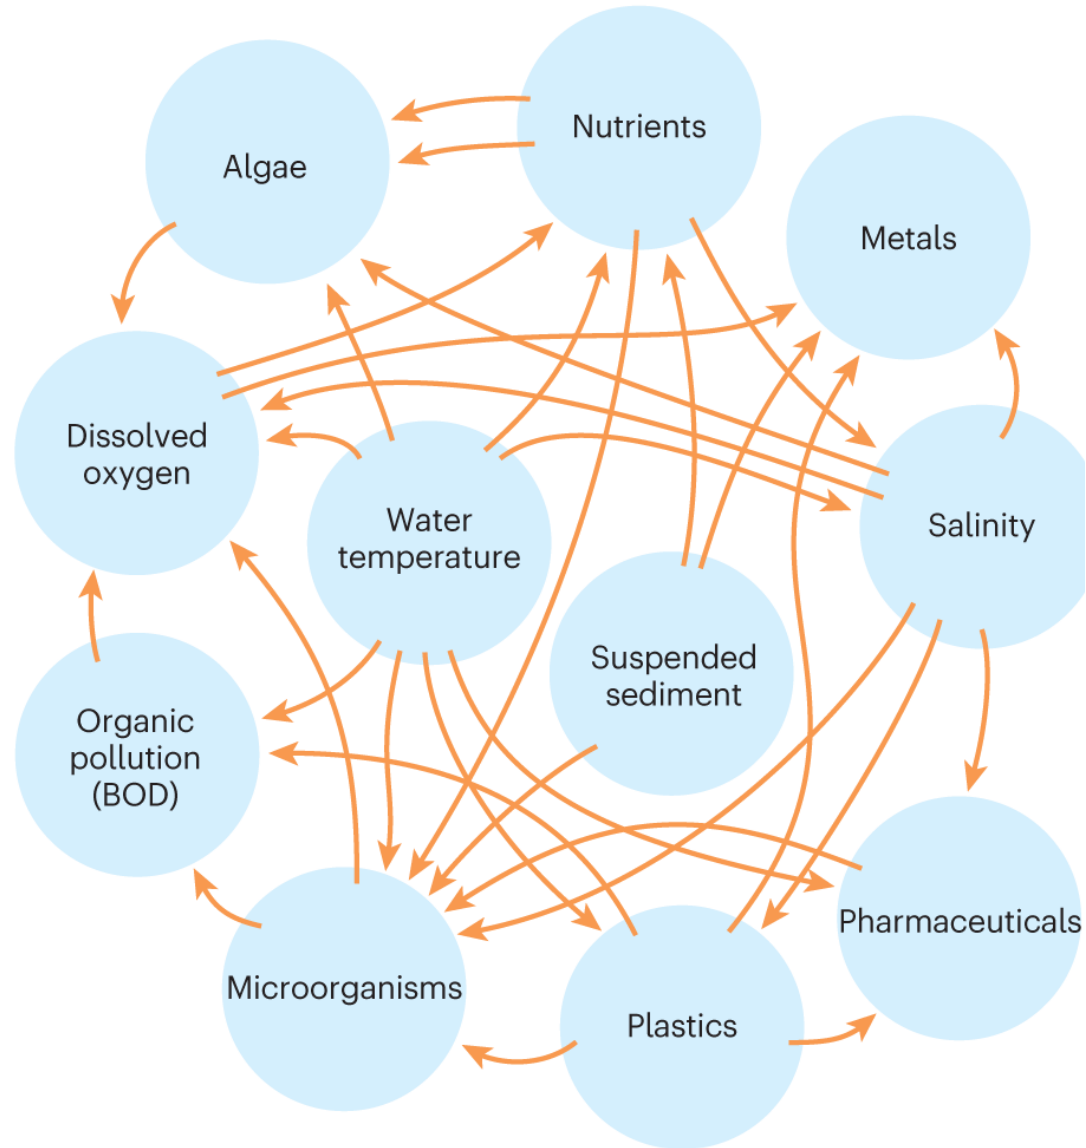 Nutrients
Algae
Metals
Dissolved
oxygen
Water
temperature
Salinity
Suspended
sediment
Organic
pollution
(BOD)
Pharmaceuticals
Microorganisms
Plastics